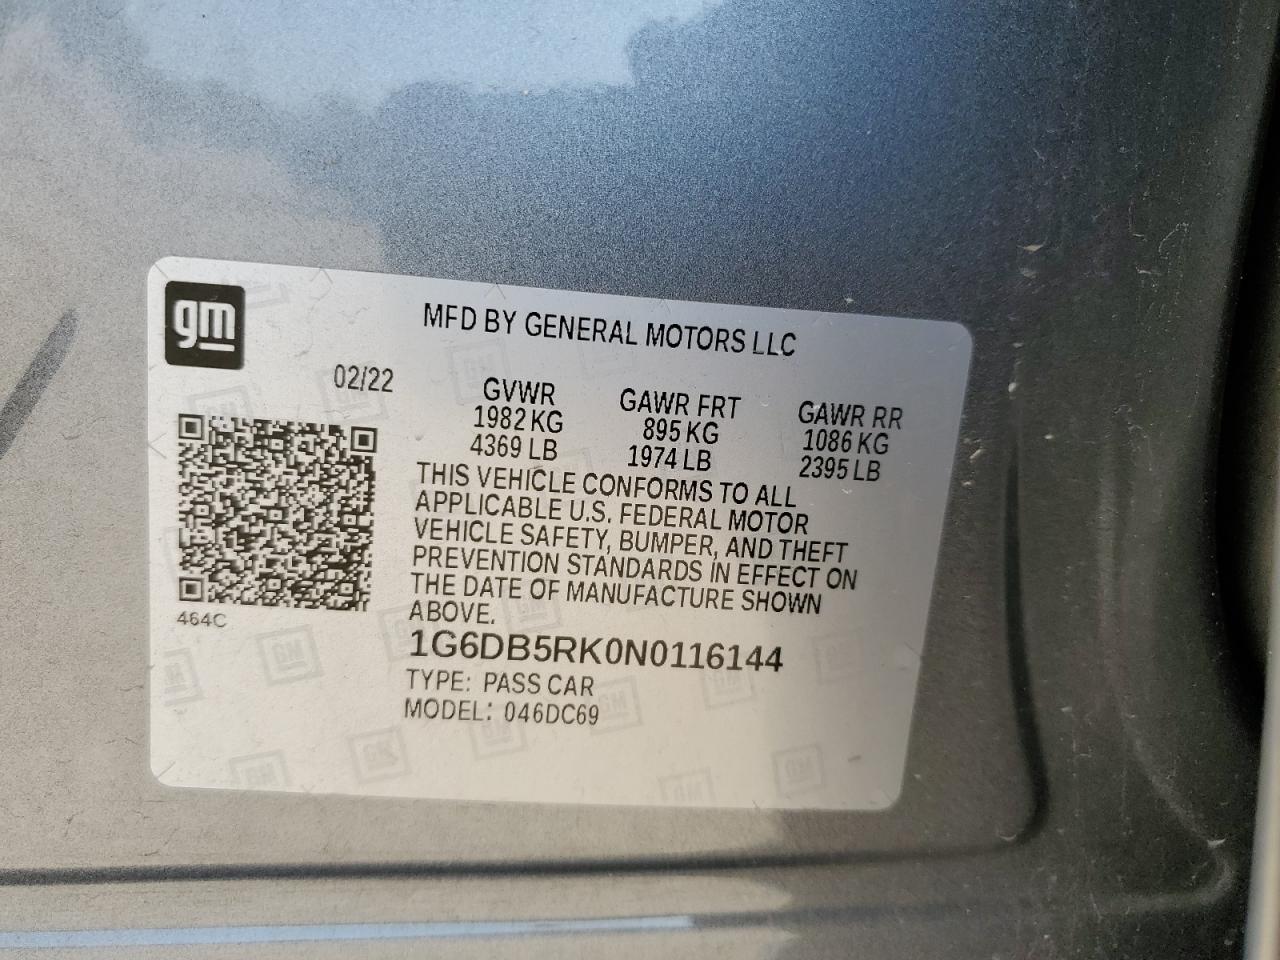 gm
MFD BY GENERAL MOTORS LLC
02/22
GVWR GAWR FRT GAWR RR
1982 KG 895 KG 1086 KG
4369 LB 1974 LB 2395 LB
THIS VEHICLE CONFORMS TO ALL
APPLICABLE U.S. FEDERAL MOTOR
VEHICLE SAFETY, BUMPER, AND THEFT
PREVENTION STANDARDS IN EFFECT ON
THE DATE OF MANUFACTURE SHOWN
ABOVE.
464C
1G6DB5RK0N0116144
TYPE: PASS CAR
MODEL: 046DC69